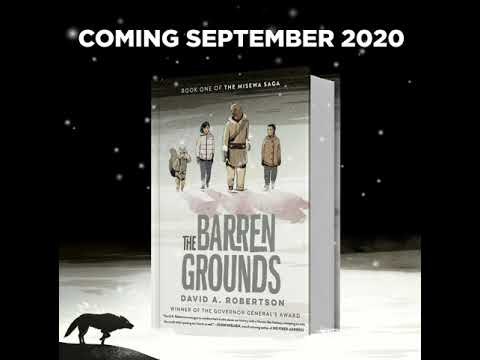 COMING SEPTEMBER 2020
BOOK ONE OF THE MISEWA SAGA
THE BARREN
GROUNDS
DAVID A. ROBERTSON
WINNER OF THE GOVERNOR GENERAL'S AWARD